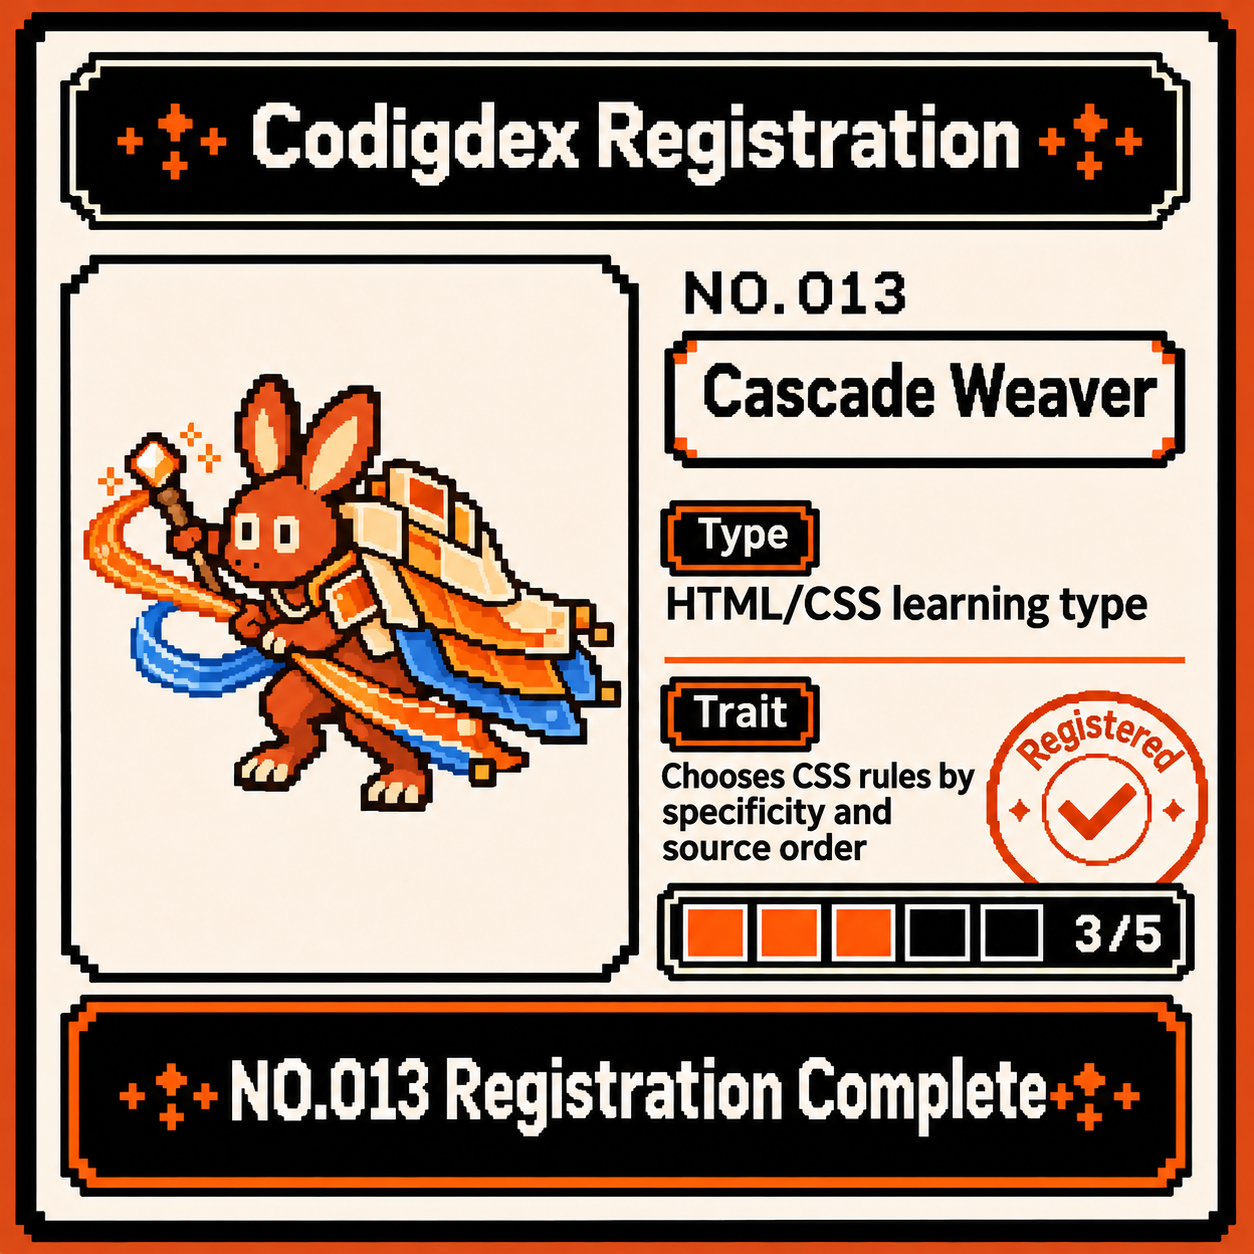 Codigdex Registration
NO.013
Cascade Weaver
Type
HTML/CSS learning type
Trait
Chooses CSS rules by
specificity and
source order
Registered
3/5
NO.013 Registration Complete